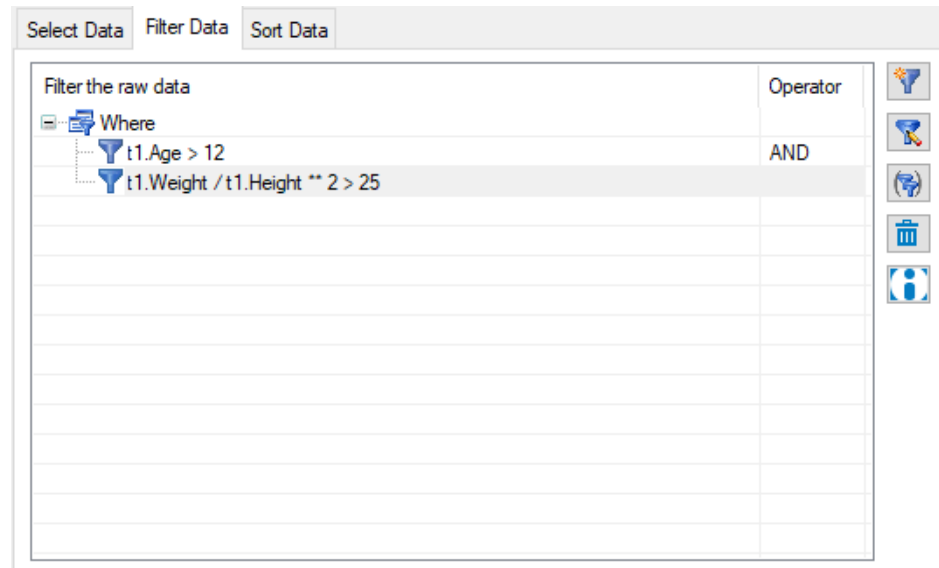 Select Data Filter Data Sort Data
Filter the raw data Operator
Where
t1.Age > 12 AND
t1.Weight / t1.Height ** 2 > 25